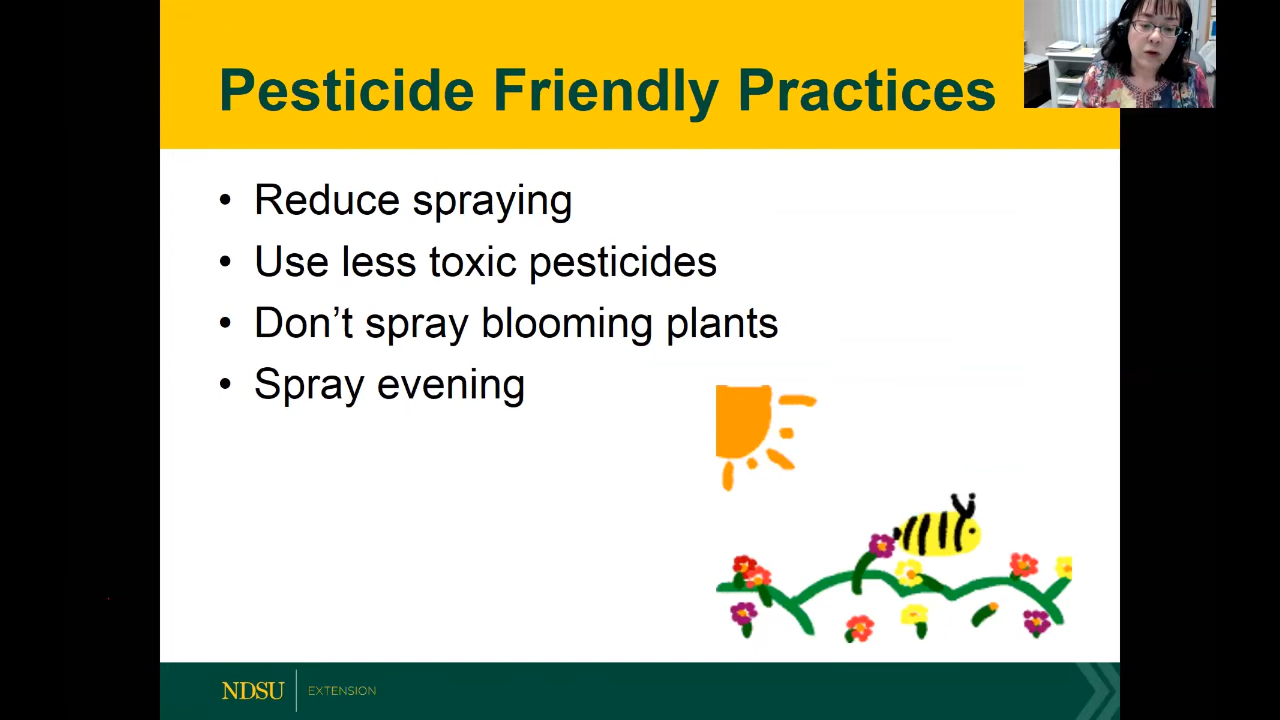 Pesticide Friendly Practices
• Reduce spraying
• Use less toxic pesticides
• Don’t spray blooming plants
• Spray evening
NDSU EXTENSION